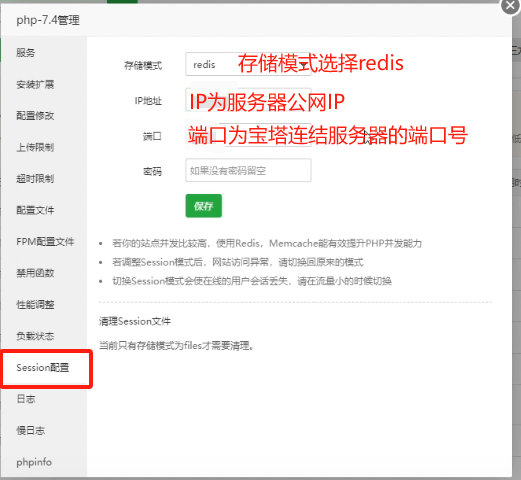 php-7.4管理
服务
安装扩展
配置修改
上传限制
超时限制
配置文件
FPM配置文件
禁用函数
性能调整
负载状态
Session配置
日志
慢日志
phpinfo
存储模式 redis 存储模式选择redis
IP地址 IP为服务器公网IP
端口 端口为宝塔连结服务器的端口号
密码 如果没有密码留空
保存
若你的站点并发比较高，使用Redis，Memcache能有效提升PHP并发能力
若调整Session模式后，网站访问异常，请切换回原来的模式
切换Session模式会使在线的用户会话丢失，请在流量小的时候切换
清理Session文件
当前只有存储模式为files才需要清理。